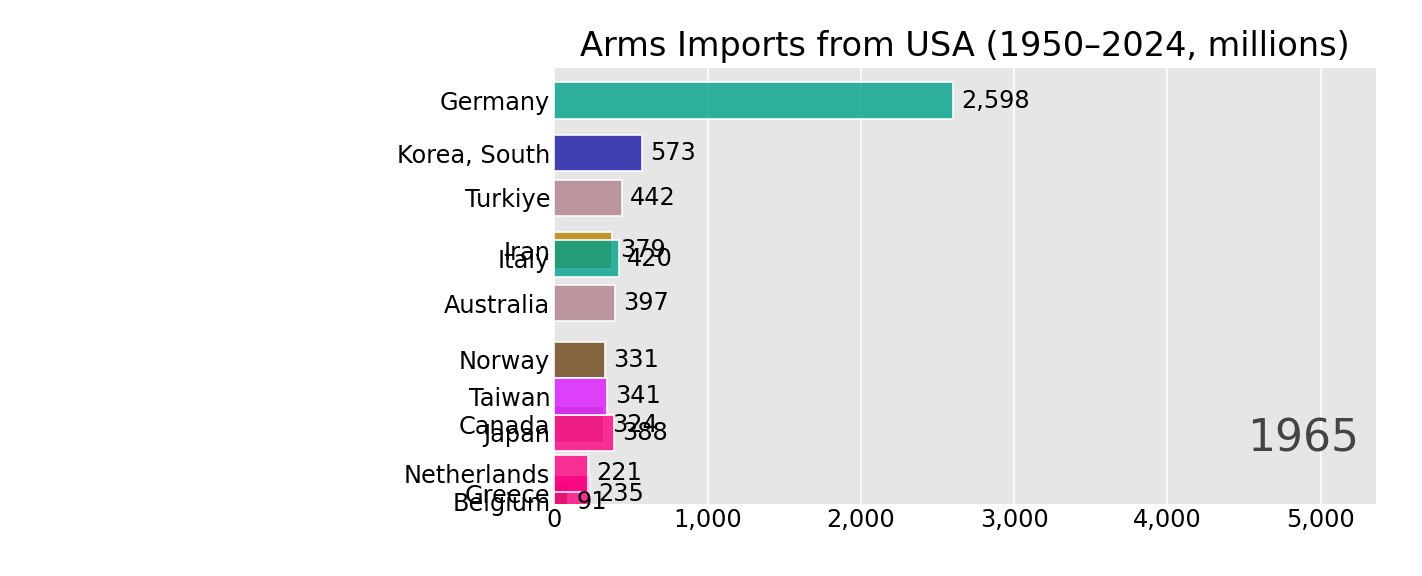 Arms Imports from USA (1950–2024, millions)
Germany 2,598
Korea, South 573
Turkiye 442
Iran 379
Italy 420
Australia 397
Norway 331
Taiwan 341
Canada 324
Japan 388
1965
Netherlands 221
Greece 235
Belgium 91
0 1,000 2,000 3,000 4,000 5,000